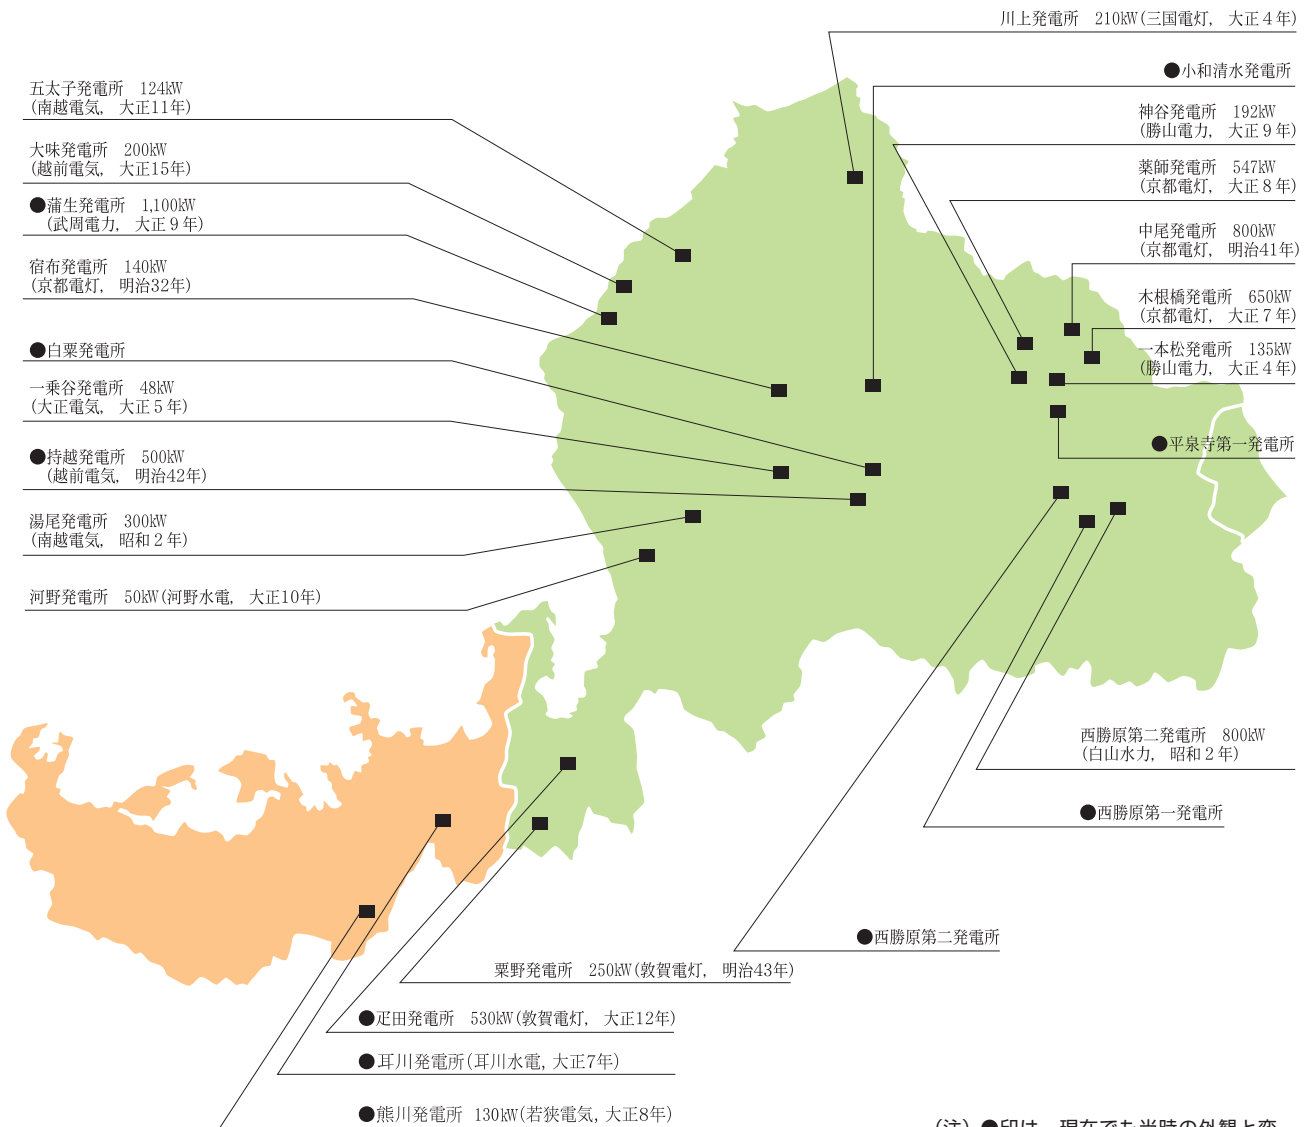 川上発電所　210kW(三国電灯,　大正４年)
●小和清水発電所
神谷発電所　192kW
(勝山電力,　大正９年)
薬師発電所　547kW
(京都電灯,　大正８年)
中尾発電所　800kW
(京都電灯,　明治41年)
木根橋発電所　650kW
(京都電灯,　大正７年)
一本松発電所　135kW
(勝山電力,　大正４年)
●平泉寺第一発電所
五太子発電所　124kW
(南越電気,　大正11年)
大味発電所　200kW
(越前電気,　大正15年)
●蒲生発電所　1,100kW
(武周電力,　大正９年)
宿布発電所　140kW
(京都電灯,　明治32年)
●白粟発電所
一乗谷発電所　48kW
(大正電気,　大正５年)
●持越発電所　500kW
(越前電気,　明治42年)
湯尾発電所　300kW
(南越電気,　昭和２年)
河野発電所　50kW(河野水電,　大正10年)
西勝原第二発電所　800kW
(白山水力,　昭和２年)
●西勝原第一発電所
●西勝原第二発電所
粟野発電所　250kW(敦賀電灯,　明治43年)
●疋田発電所　530kW(敦賀電灯,　大正12年)
●耳川発電所(耳川水電, 大正7年)
●熊川発電所　130kW(若狭電気, 大正8年)
(注) ●印は、現在でも当時の外観と変